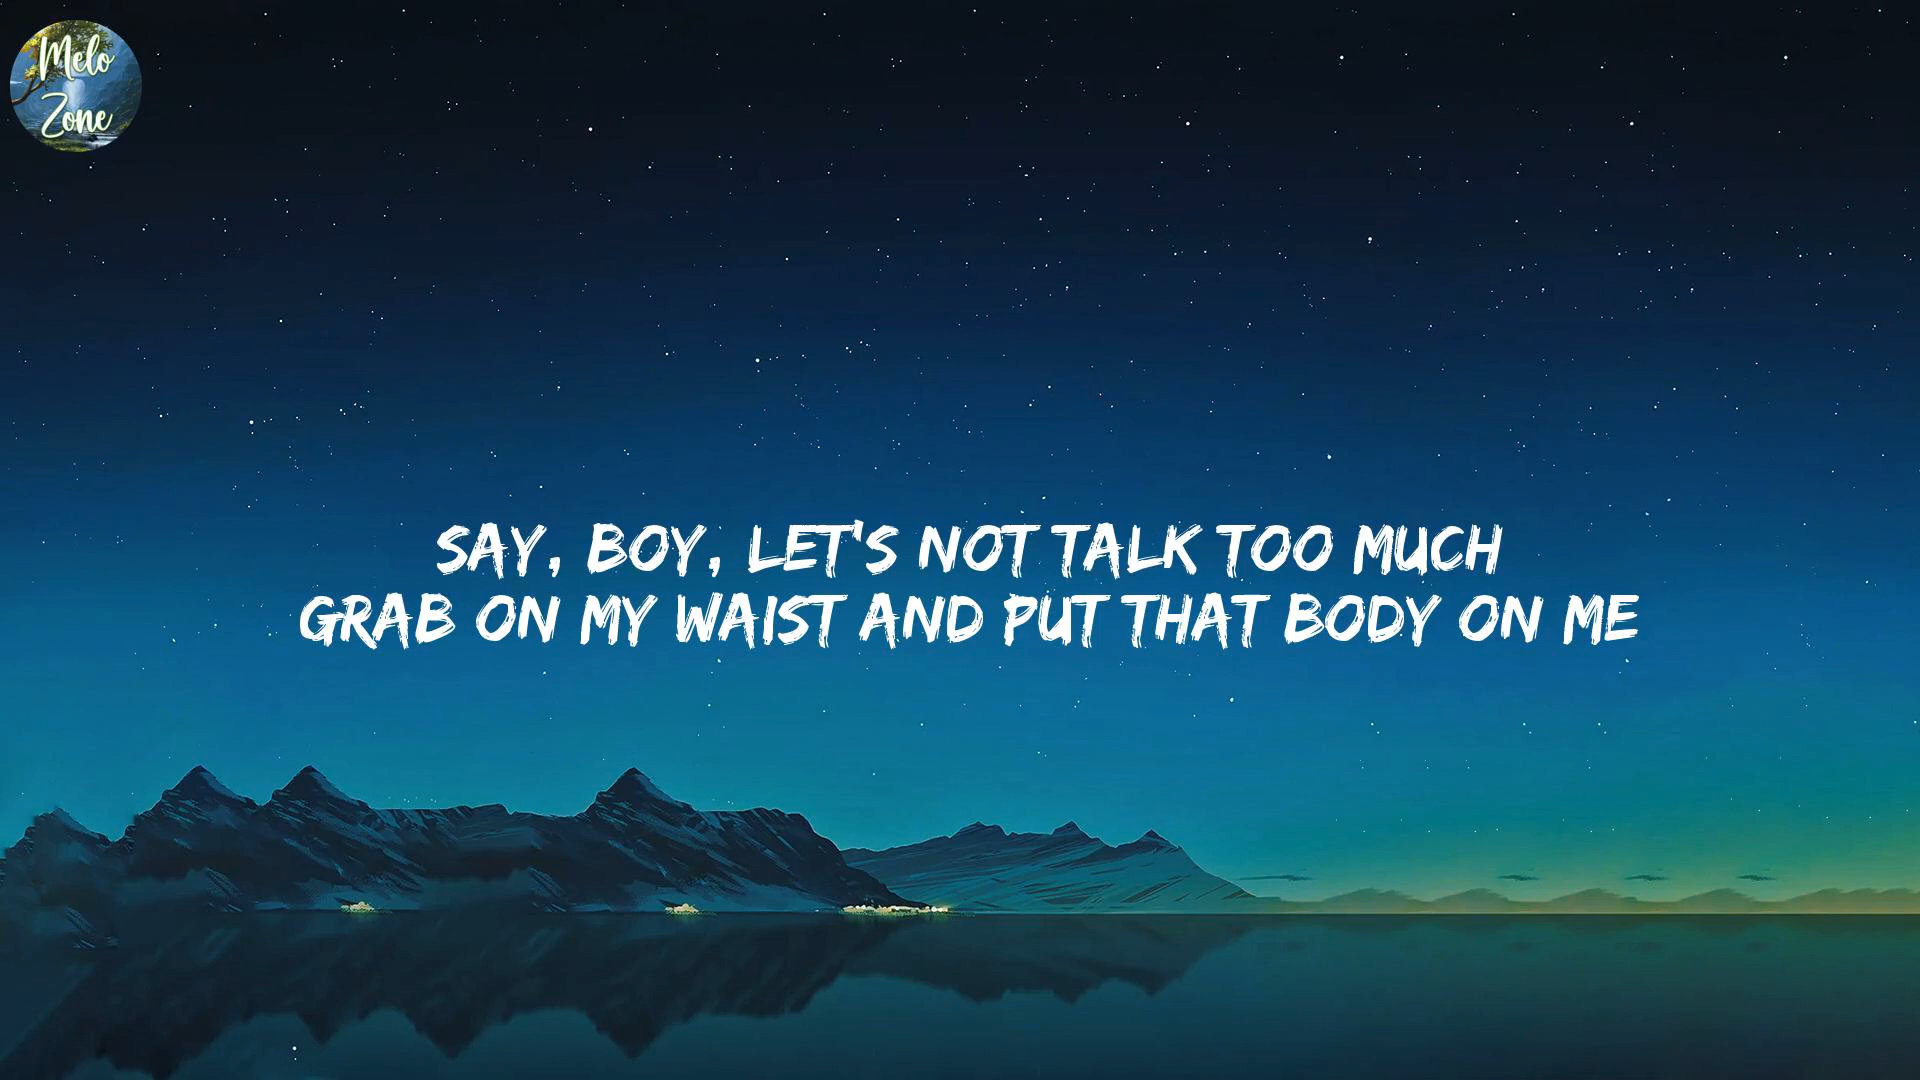 Melo
Zone
SAY, BOY, LET'S NOT TALK TOO MUCH
GRAB ON MY WAIST AND PUT THAT BODY ON ME